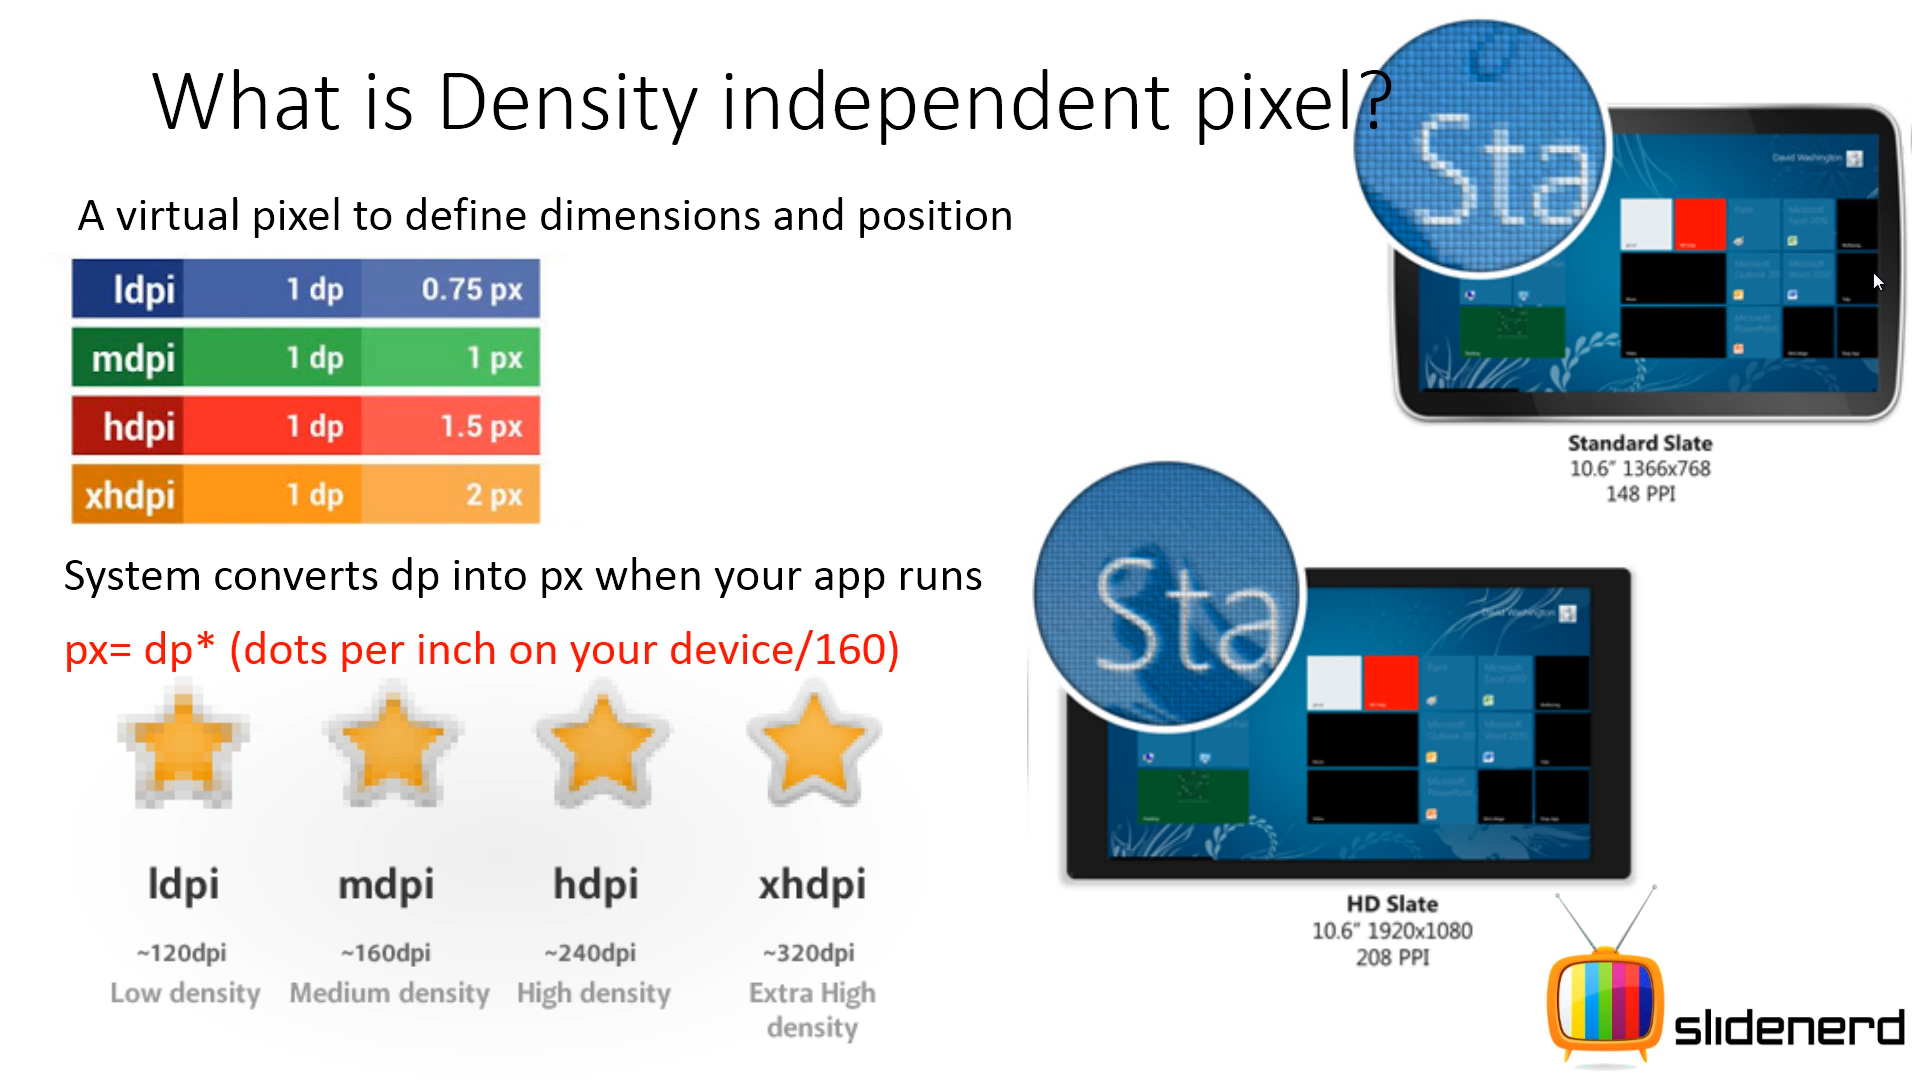 What is Density independent pixel?
A virtual pixel to define dimensions and position
ldpi 1 dp 0.75 px
mdpi 1 dp 1 px
hdpi 1 dp 1.5 px
xhdpi 1 dp 2 px
System converts dp into px when your app runs
px= dp* (dots per inch on your device/160)
ldpi mdpi hdpi xhdpi
~120dpi ~160dpi ~240dpi ~320dpi
Low density Medium density High density Extra High
density
Sta
David Washington
Standard Slate
10.6" 1366x768
148 PPI
Sta
David Washington
HD Slate
10.6" 1920x1080
208 PPI
slidenerd